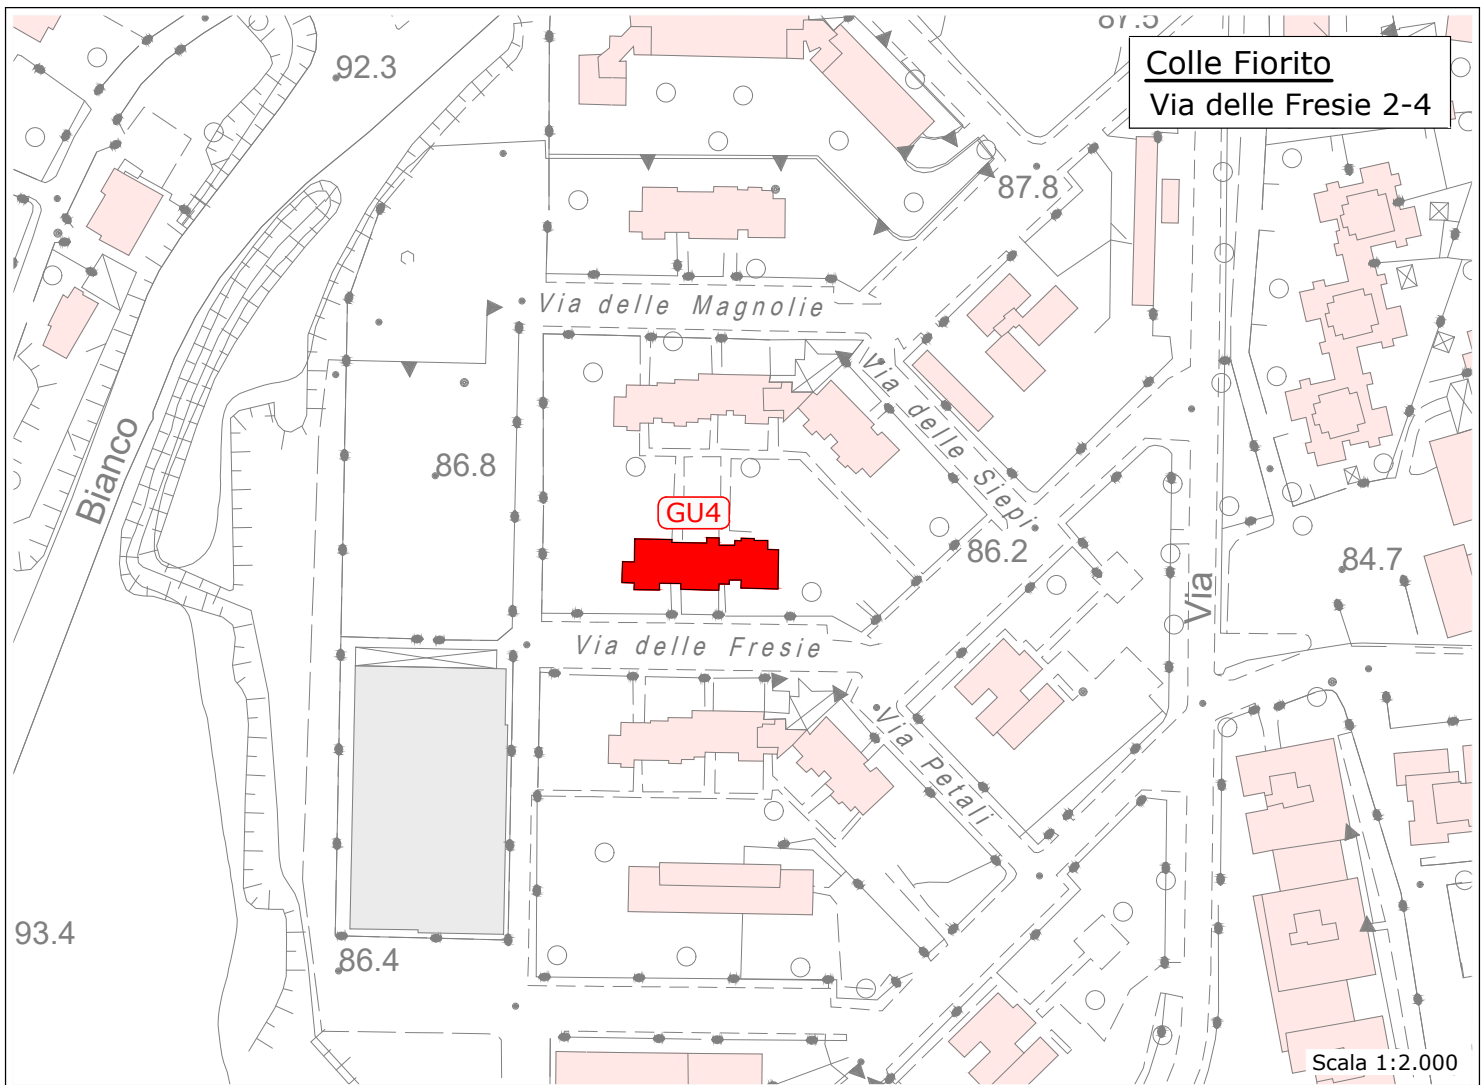 87.5
Colle Fiorito
Via delle Fresie 2-4
92.3
87.8
Via delle Magnolie
Via delle Siepi
Bianco
86.8
GU4
86.2
84.7
Via
Via delle Fresie
Via Petali
93.4
86.4
Scala 1:2.000